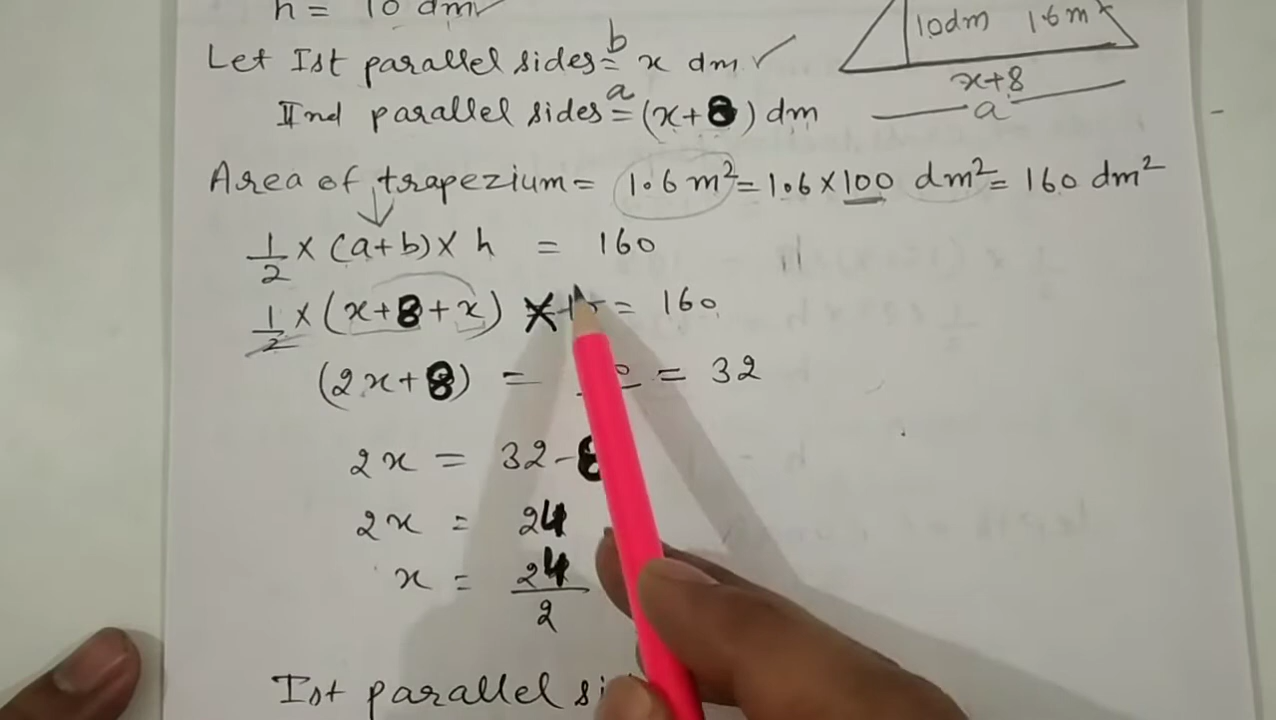 h = 10 dm
10dm 1.6m
Let Ist parallel sides = x dm ✓
b
x+8
a
IInd parallel sides = (x+8) dm
a
Area of trapezium = 1.6 m² = 1.6×100 dm² = 160 dm²
1/2 × (a+b) × h = 160
1/2 × (x+8+x) × = 160
(2x+8) = = 32
2x = 32-8
2x = 24
x = 24/2
Ist parallel